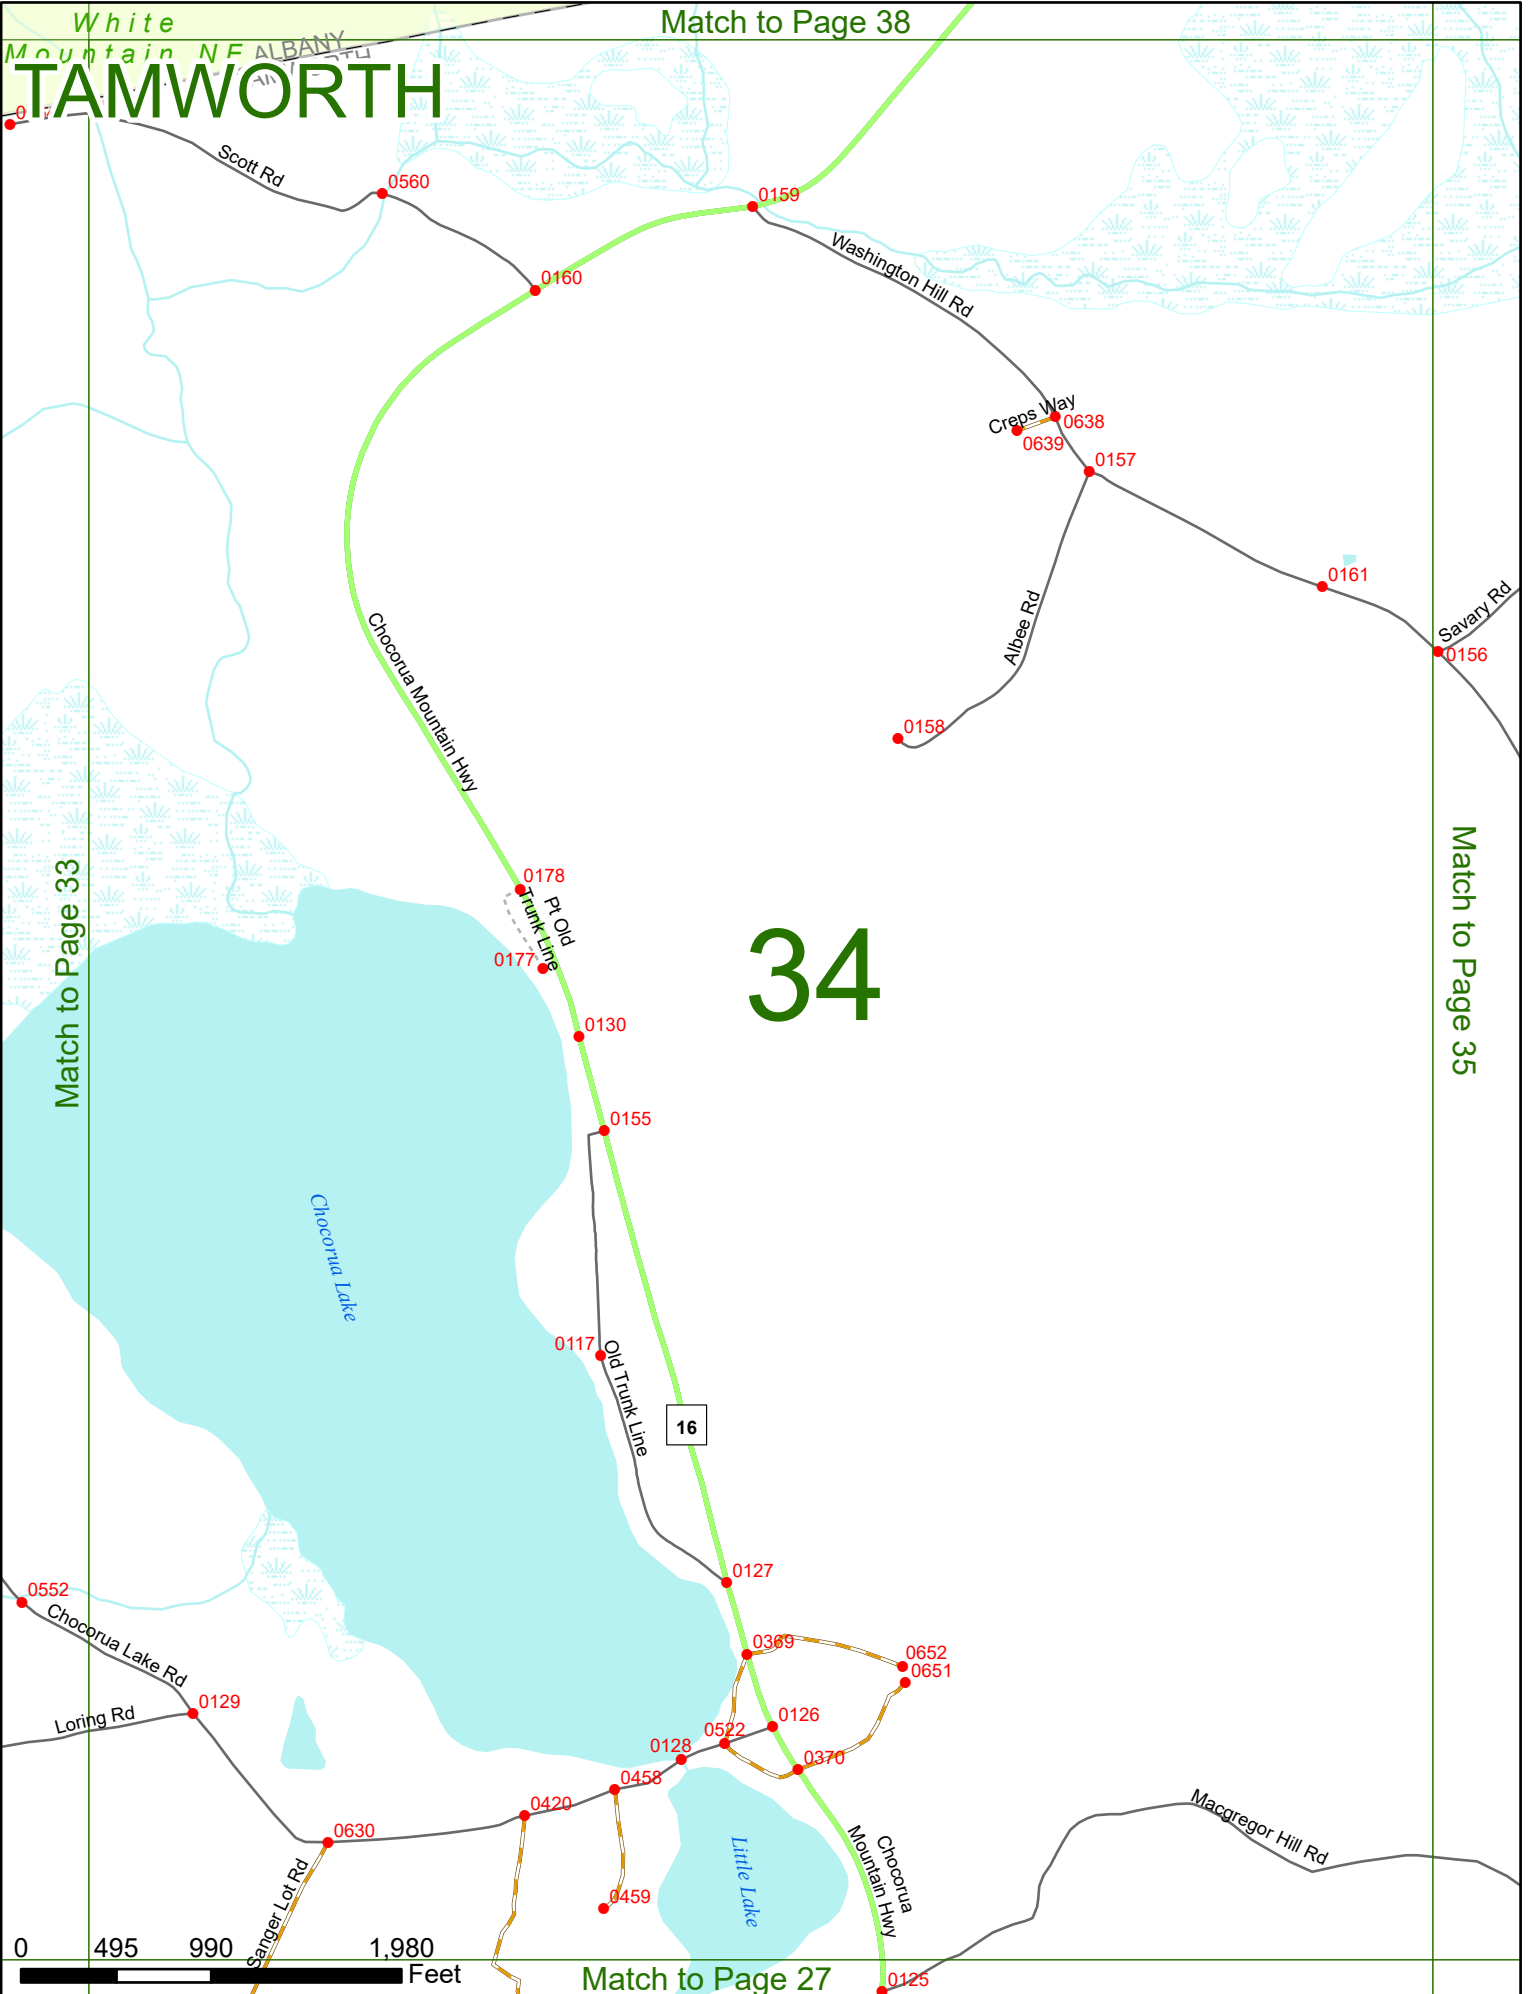 White
Mountain NF
ALBANY
TAMWORTH
Match to Page 38
Scott Rd
0560
0159
0160
Washington Hill Rd
Creps Way
0638
0639
0157
0161
Savary Rd
0156
Albee Rd
0158
Chocorua Mountain Hwy
0178
Pt Old
Trunk Line
0177
34
Match to Page 33
Match to Page 35
0130
0155
Chocorua Lake
0117
Old Trunk Line
16
0127
0552
Chocorua Lake Rd
0369
0652
0651
0129
Loring Rd
0126
0522
0128
0370
0458
0420
0630
Macgregor Hill Rd
Chocorua
Mountain Hwy
Little Lake
Sanger Lot Rd
0459
0 495 990 1,980
Feet
Match to Page 27
0125